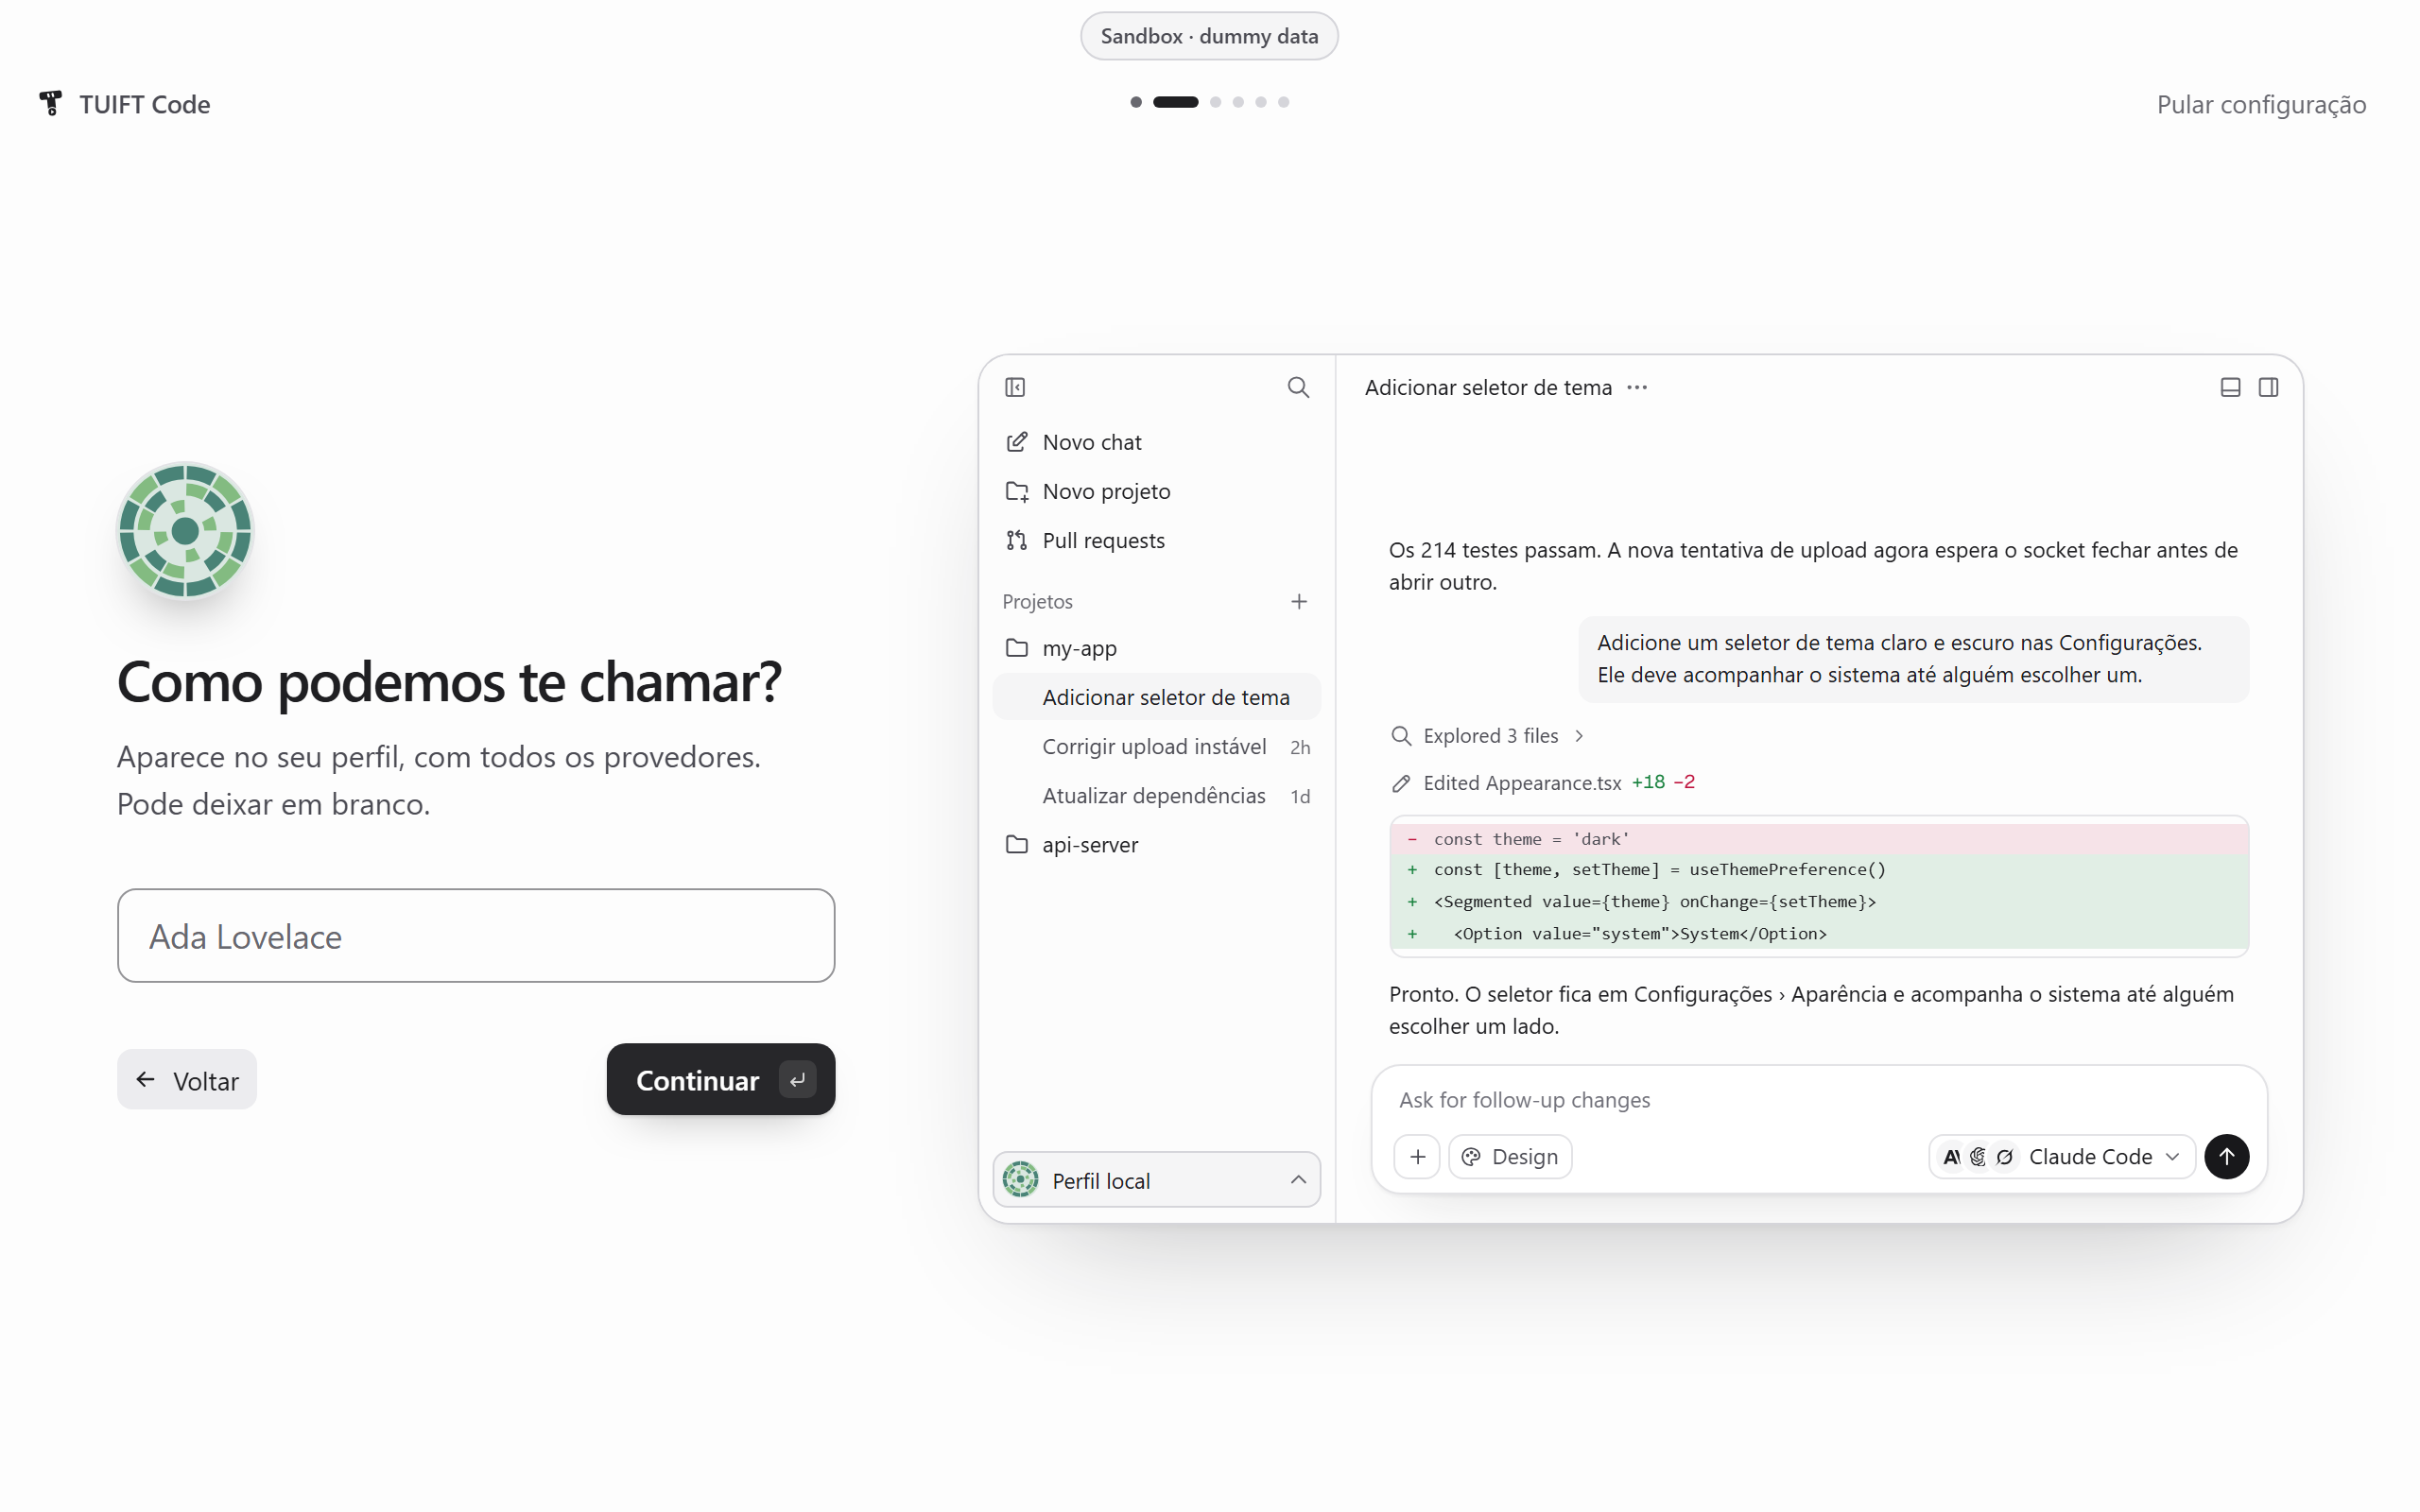 Sandbox · dummy data
TUIFT Code
Pular configuração
Como podemos te chamar?
Aparece no seu perfil, com todos os provedores.
Pode deixar em branco.
Ada Lovelace
Voltar
Continuar
Novo chat
Novo projeto
Pull requests
Projetos
my-app
Adicionar seletor de tema
Corrigir upload instável 2h
Atualizar dependências 1d
api-server
Perfil local
Adicionar seletor de tema
Os 214 testes passam. A nova tentativa de upload agora espera o socket fechar antes de
abrir outro.
Adicione um seletor de tema claro e escuro nas Configurações.
Ele deve acompanhar o sistema até alguém escolher um.
Explored 3 files
Edited Appearance.tsx +18 −2
− const theme = 'dark'
+ const [theme, setTheme] = useThemePreference()
+ <Segmented value={theme} onChange={setTheme}>
+   <Option value="system">System</Option>
Pronto. O seletor fica em Configurações › Aparência e acompanha o sistema até alguém
escolher um lado.
Ask for follow-up changes
Design
Claude Code